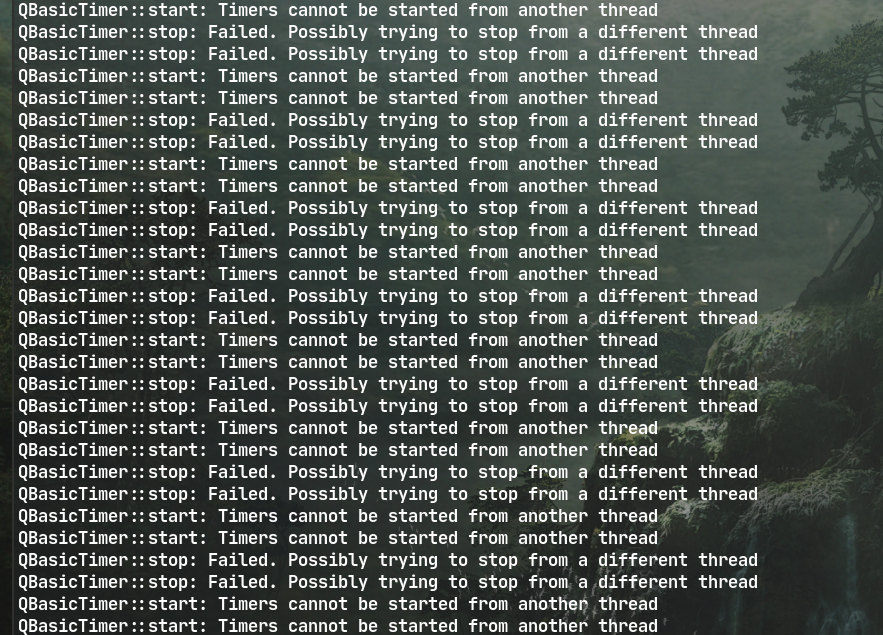 QBasicTimer::start: Timers cannot be started from another thread
QBasicTimer::stop: Failed. Possibly trying to stop from a different thread
QBasicTimer::stop: Failed. Possibly trying to stop from a different thread
QBasicTimer::start: Timers cannot be started from another thread
QBasicTimer::start: Timers cannot be started from another thread
QBasicTimer::stop: Failed. Possibly trying to stop from a different thread
QBasicTimer::stop: Failed. Possibly trying to stop from a different thread
QBasicTimer::start: Timers cannot be started from another thread
QBasicTimer::start: Timers cannot be started from another thread
QBasicTimer::stop: Failed. Possibly trying to stop from a different thread
QBasicTimer::stop: Failed. Possibly trying to stop from a different thread
QBasicTimer::start: Timers cannot be started from another thread
QBasicTimer::start: Timers cannot be started from another thread
QBasicTimer::stop: Failed. Possibly trying to stop from a different thread
QBasicTimer::stop: Failed. Possibly trying to stop from a different thread
QBasicTimer::start: Timers cannot be started from another thread
QBasicTimer::start: Timers cannot be started from another thread
QBasicTimer::stop: Failed. Possibly trying to stop from a different thread
QBasicTimer::stop: Failed. Possibly trying to stop from a different thread
QBasicTimer::start: Timers cannot be started from another thread
QBasicTimer::start: Timers cannot be started from another thread
QBasicTimer::stop: Failed. Possibly trying to stop from a different thread
QBasicTimer::stop: Failed. Possibly trying to stop from a different thread
QBasicTimer::start: Timers cannot be started from another thread
QBasicTimer::start: Timers cannot be started from another thread
QBasicTimer::stop: Failed. Possibly trying to stop from a different thread
QBasicTimer::stop: Failed. Possibly trying to stop from a different thread
QBasicTimer::start: Timers cannot be started from another thread
QBasicTimer::start: Timers cannot be started from another thread